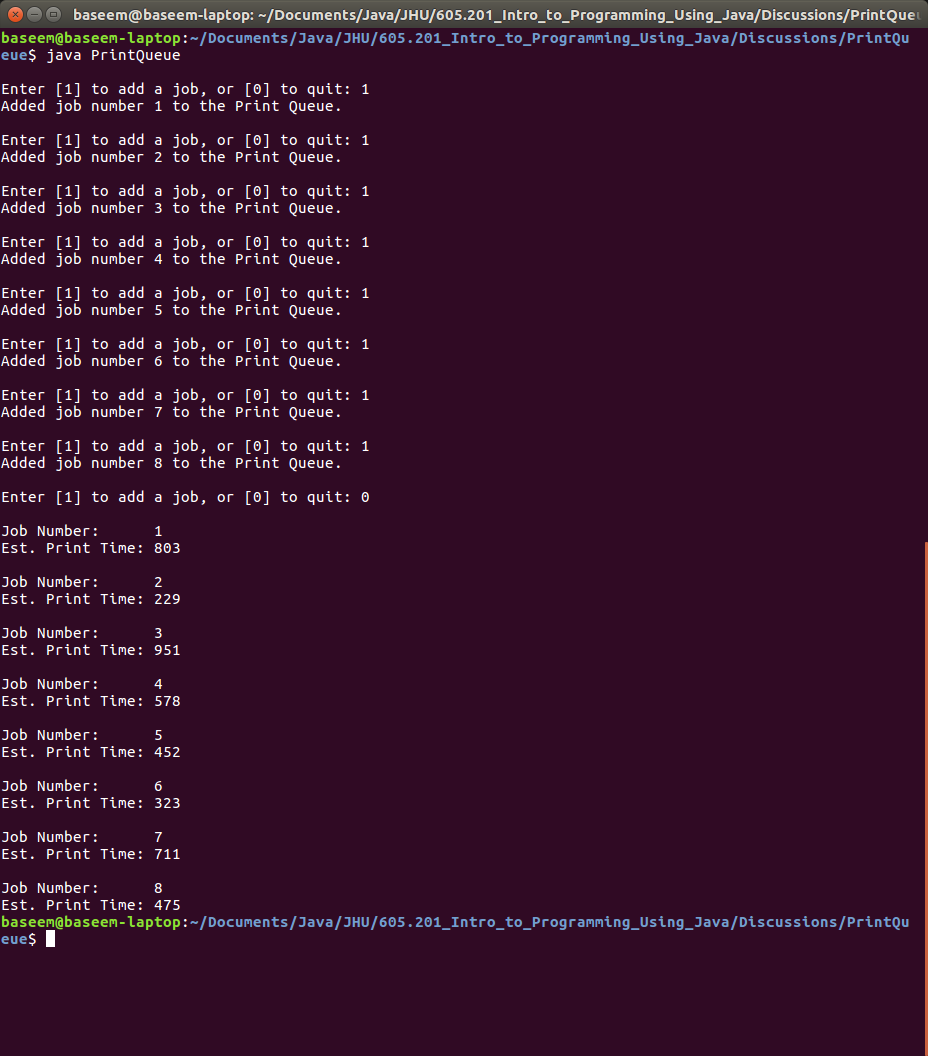 baseem@baseem-laptop: ~/Documents/Java/JHU/605.201_Intro_to_Programming_Using_Java/Discussions/PrintQueue
baseem@baseem-laptop:~/Documents/Java/JHU/605.201_Intro_to_Programming_Using_Java/Discussions/PrintQu
eue$ java PrintQueue
Enter [1] to add a job, or [0] to quit: 1
Added job number 1 to the Print Queue.
Enter [1] to add a job, or [0] to quit: 1
Added job number 2 to the Print Queue.
Enter [1] to add a job, or [0] to quit: 1
Added job number 3 to the Print Queue.
Enter [1] to add a job, or [0] to quit: 1
Added job number 4 to the Print Queue.
Enter [1] to add a job, or [0] to quit: 1
Added job number 5 to the Print Queue.
Enter [1] to add a job, or [0] to quit: 1
Added job number 6 to the Print Queue.
Enter [1] to add a job, or [0] to quit: 1
Added job number 7 to the Print Queue.
Enter [1] to add a job, or [0] to quit: 1
Added job number 8 to the Print Queue.
Enter [1] to add a job, or [0] to quit: 0
Job Number:      1
Est. Print Time: 803
Job Number:      2
Est. Print Time: 229
Job Number:      3
Est. Print Time: 951
Job Number:      4
Est. Print Time: 578
Job Number:      5
Est. Print Time: 452
Job Number:      6
Est. Print Time: 323
Job Number:      7
Est. Print Time: 711
Job Number:      8
Est. Print Time: 475
baseem@baseem-laptop:~/Documents/Java/JHU/605.201_Intro_to_Programming_Using_Java/Discussions/PrintQu
eue$